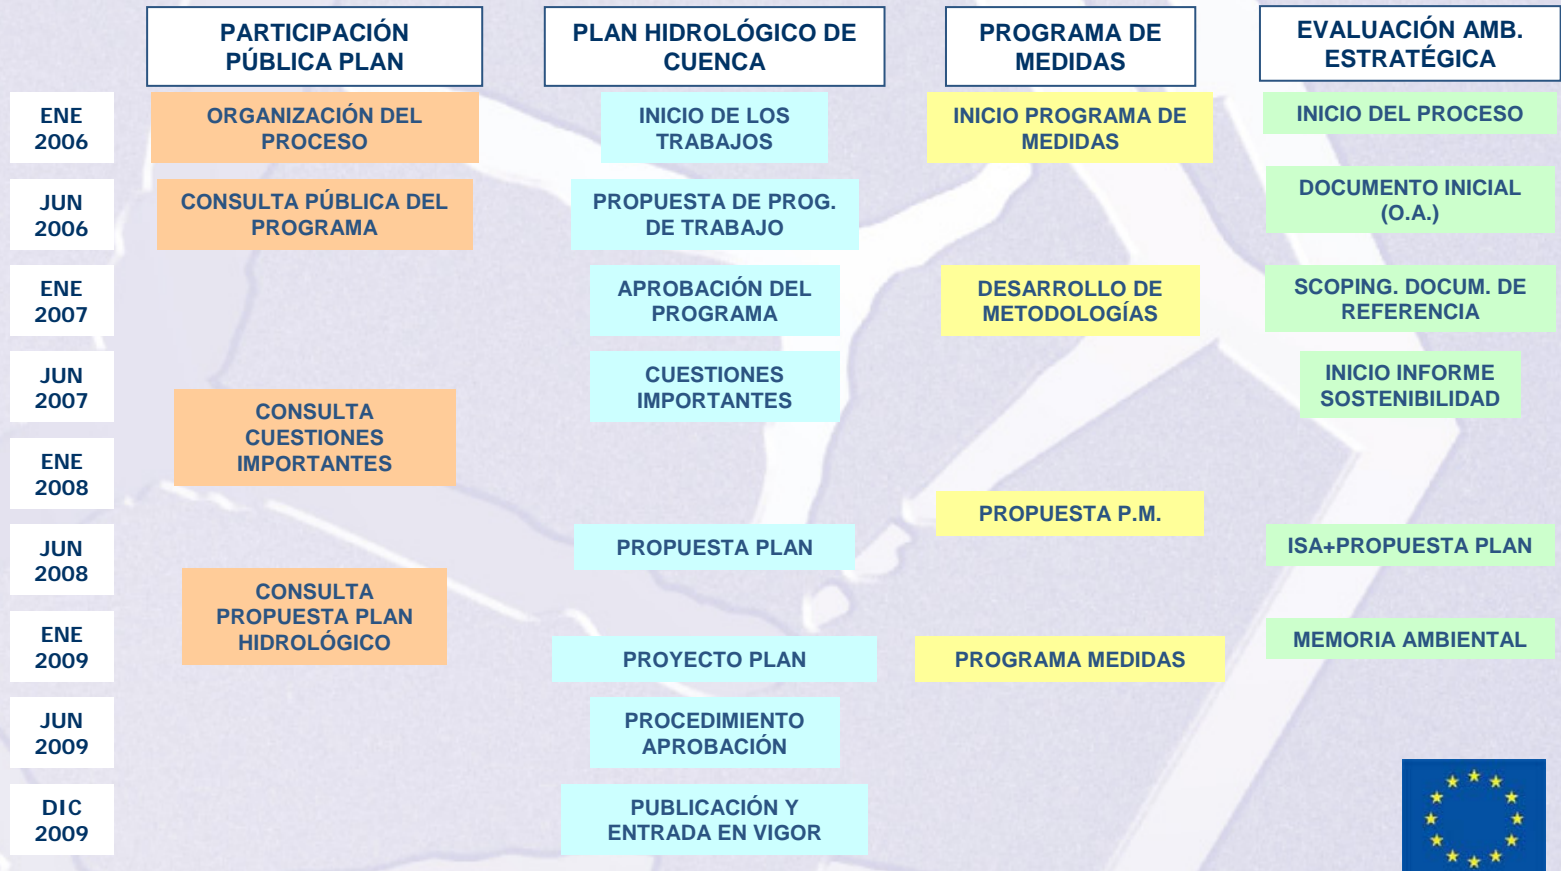 PARTICIPACIÓN
PÚBLICA PLAN
PLAN HIDROLÓGICO DE
CUENCA
PROGRAMA DE
MEDIDAS
EVALUACIÓN AMB.
ESTRATÉGICA
ENE
2006
ORGANIZACIÓN DEL
PROCESO
INICIO DE LOS
TRABAJOS
INICIO PROGRAMA DE
MEDIDAS
INICIO DEL PROCESO
JUN
2006
CONSULTA PÚBLICA DEL
PROGRAMA
PROPUESTA DE PROG.
DE TRABAJO
DOCUMENTO INICIAL
(O.A.)
ENE
2007
APROBACIÓN DEL
PROGRAMA
DESARROLLO DE
METODOLOGÍAS
SCOPING. DOCUM. DE
REFERENCIA
JUN
2007
CUESTIONES
IMPORTANTES
INICIO INFORME
SOSTENIBILIDAD
CONSULTA
CUESTIONES
IMPORTANTES
ENE
2008
PROPUESTA P.M.
JUN
2008
PROPUESTA PLAN
ISA+PROPUESTA PLAN
CONSULTA
PROPUESTA PLAN
HIDROLÓGICO
ENE
2009
PROYECTO PLAN
PROGRAMA MEDIDAS
MEMORIA AMBIENTAL
JUN
2009
PROCEDIMIENTO
APROBACIÓN
DIC
2009
PUBLICACIÓN Y
ENTRADA EN VIGOR